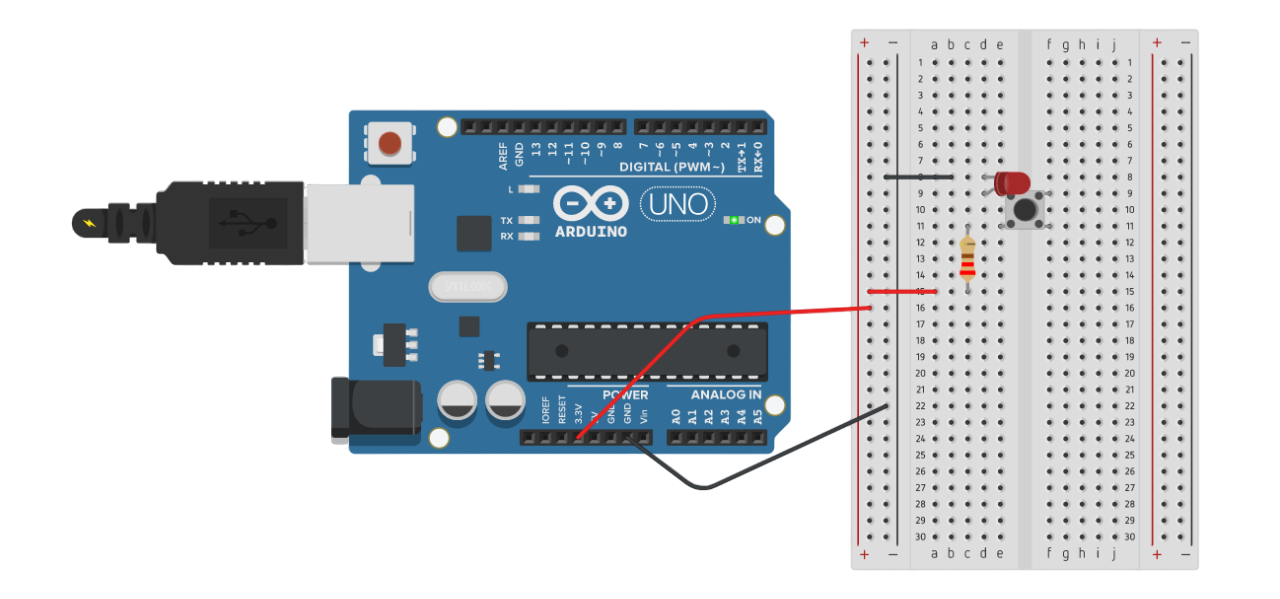 AREF
GND
13
12
~11
~10
~9
8
7
~6
~5
4
~3
2
TX→1
RX←0
DIGITAL (PWM~)
L
TX
RX
ARDUINO
UNO
ON
POWER
ANALOG IN
IOREF
RESET
3.3V
GND
GND
Vin
A0
A1
A2
A3
A4
A5
+ − + −
a b c d e f g h i j
1 1
2 2
3 3
4 4
5 5
6 6
7 7
8 8
9 9
10 10
11 11
12 12
13 13
14 14
15 15
16 16
17 17
18 18
19 19
20 20
21 21
22 22
23 23
24 24
25 25
26 26
27 27
28 28
29 29
30 30
a b c d e f g h i j
+ − + −